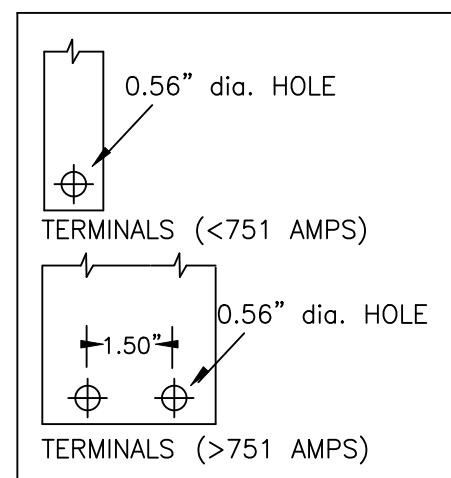 0.56” dia. HOLE
TERMINALS (<751 AMPS)
0.56” dia. HOLE
1.50”
TERMINALS (>751 AMPS)